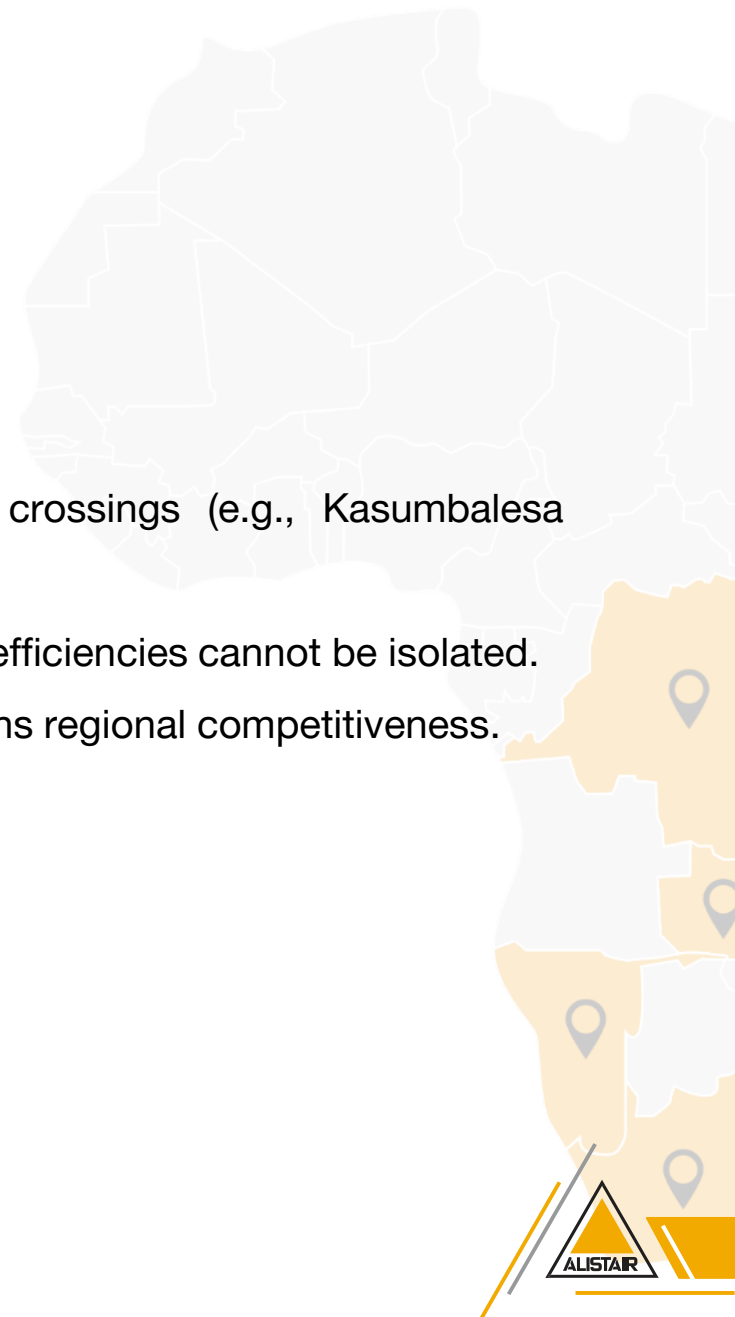 crossings (e.g., Kasumbalesa
efficiencies cannot be isolated.
ns regional competitiveness.
ALISTAIR